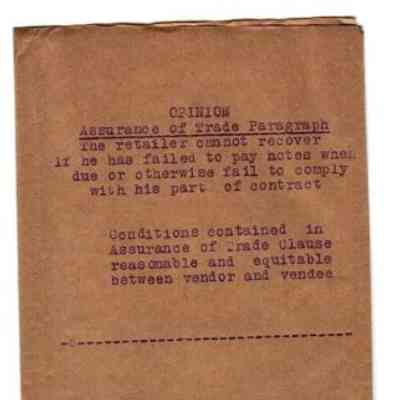 OPINION
Assurance of Trade Paragraph
The retailer cannot recover
if he has failed to pay notes when
due or otherwise fail to comply
with his part of contract
Conditions contained in
Assurance of Trade Clause
reasonable and equitable
between vendor and vendee